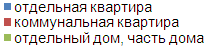 отдельная квартира
коммунальная квартира
отдельный дом, часть дома